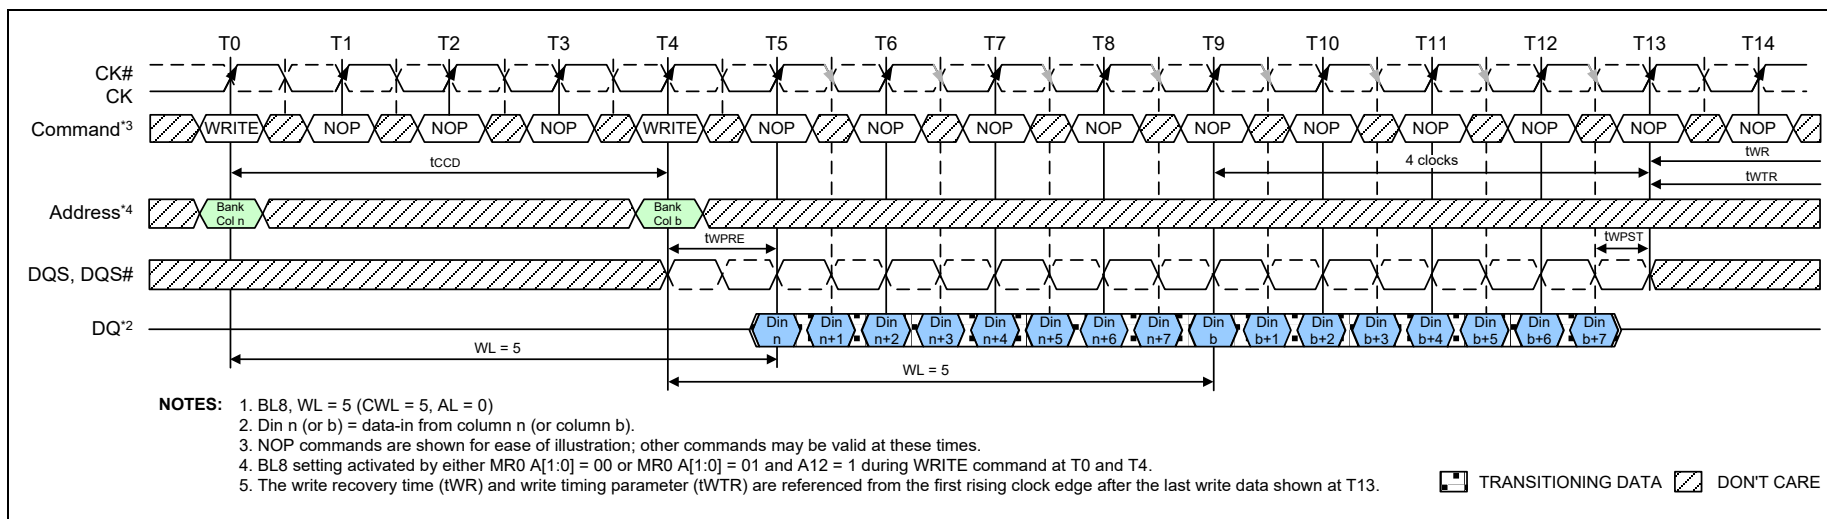 T0 T1 T2 T3 T4 T5 T6 T7 T8 T9 T10 T11 T12 T13 T14
CK#
CK
Command*3 WRITE NOP NOP NOP WRITE NOP NOP NOP NOP NOP NOP NOP NOP NOP NOP
tCCD 4 clocks tWR
tWTR
Address*4 Bank Col n Bank Col b
tWPRE tWPST
DQS, DQS#
DQ*2 Din n Din n+1 Din n+2 Din n+3 Din n+4 Din n+5 Din n+6 Din n+7 Din b Din b+1 Din b+2 Din b+3 Din b+4 Din b+5 Din b+6 Din b+7
WL = 5
WL = 5
NOTES: 1. BL8, WL = 5 (CWL = 5, AL = 0)
2. Din n (or b) = data-in from column n (or column b).
3. NOP commands are shown for ease of illustration; other commands may be valid at these times.
4. BL8 setting activated by either MR0 A[1:0] = 00 or MR0 A[1:0] = 01 and A12 = 1 during WRITE command at T0 and T4.
5. The write recovery time (tWR) and write timing parameter (tWTR) are referenced from the first rising clock edge after the last write data shown at T13.
TRANSITIONING DATA DON'T CARE